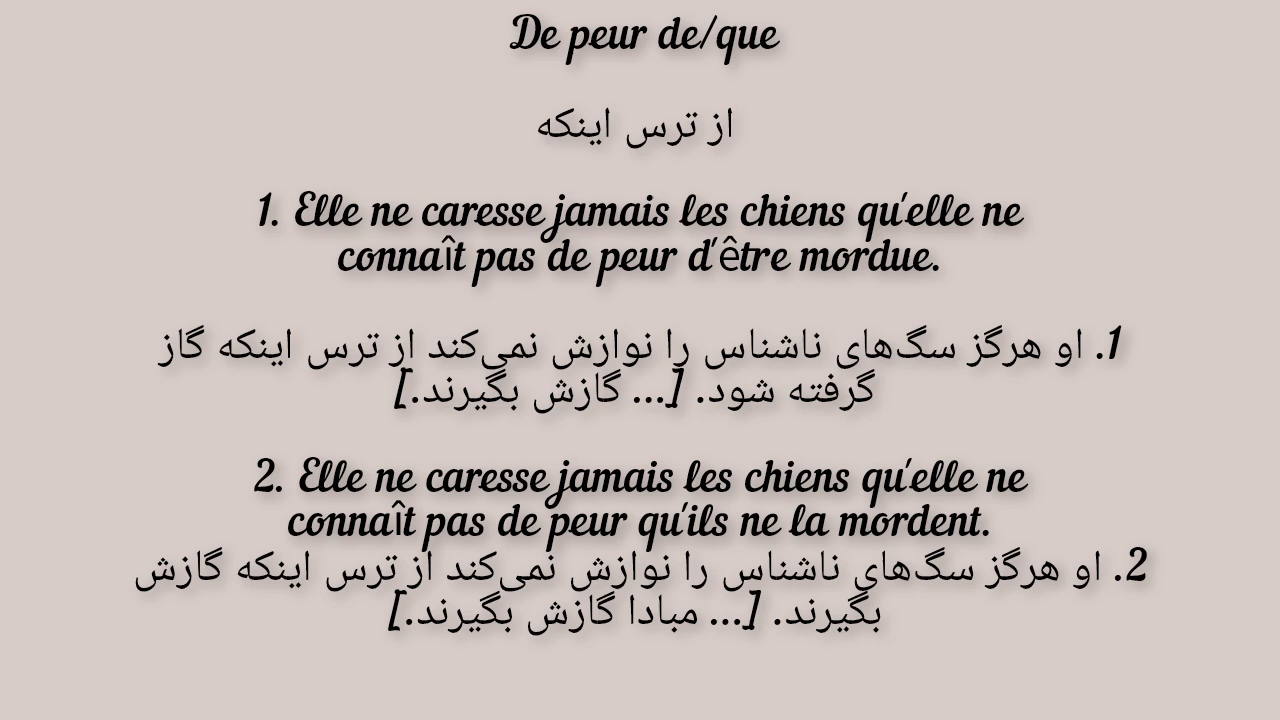 De peur de/que
از ترس اینکه
1. Elle ne caresse jamais les chiens qu'elle ne
connaît pas de peur d'être mordue.
1. او هرگز سگ‌های ناشناس را نوازش نمی‌کند از ترس اینکه گاز
گرفته شود. [... گازش بگیرند.]
2. Elle ne caresse jamais les chiens qu'elle ne
connaît pas de peur qu'ils ne la mordent.
2. او هرگز سگ‌های ناشناس را نوازش نمی‌کند از ترس اینکه گازش
بگیرند. [... مبادا گازش بگیرند.]